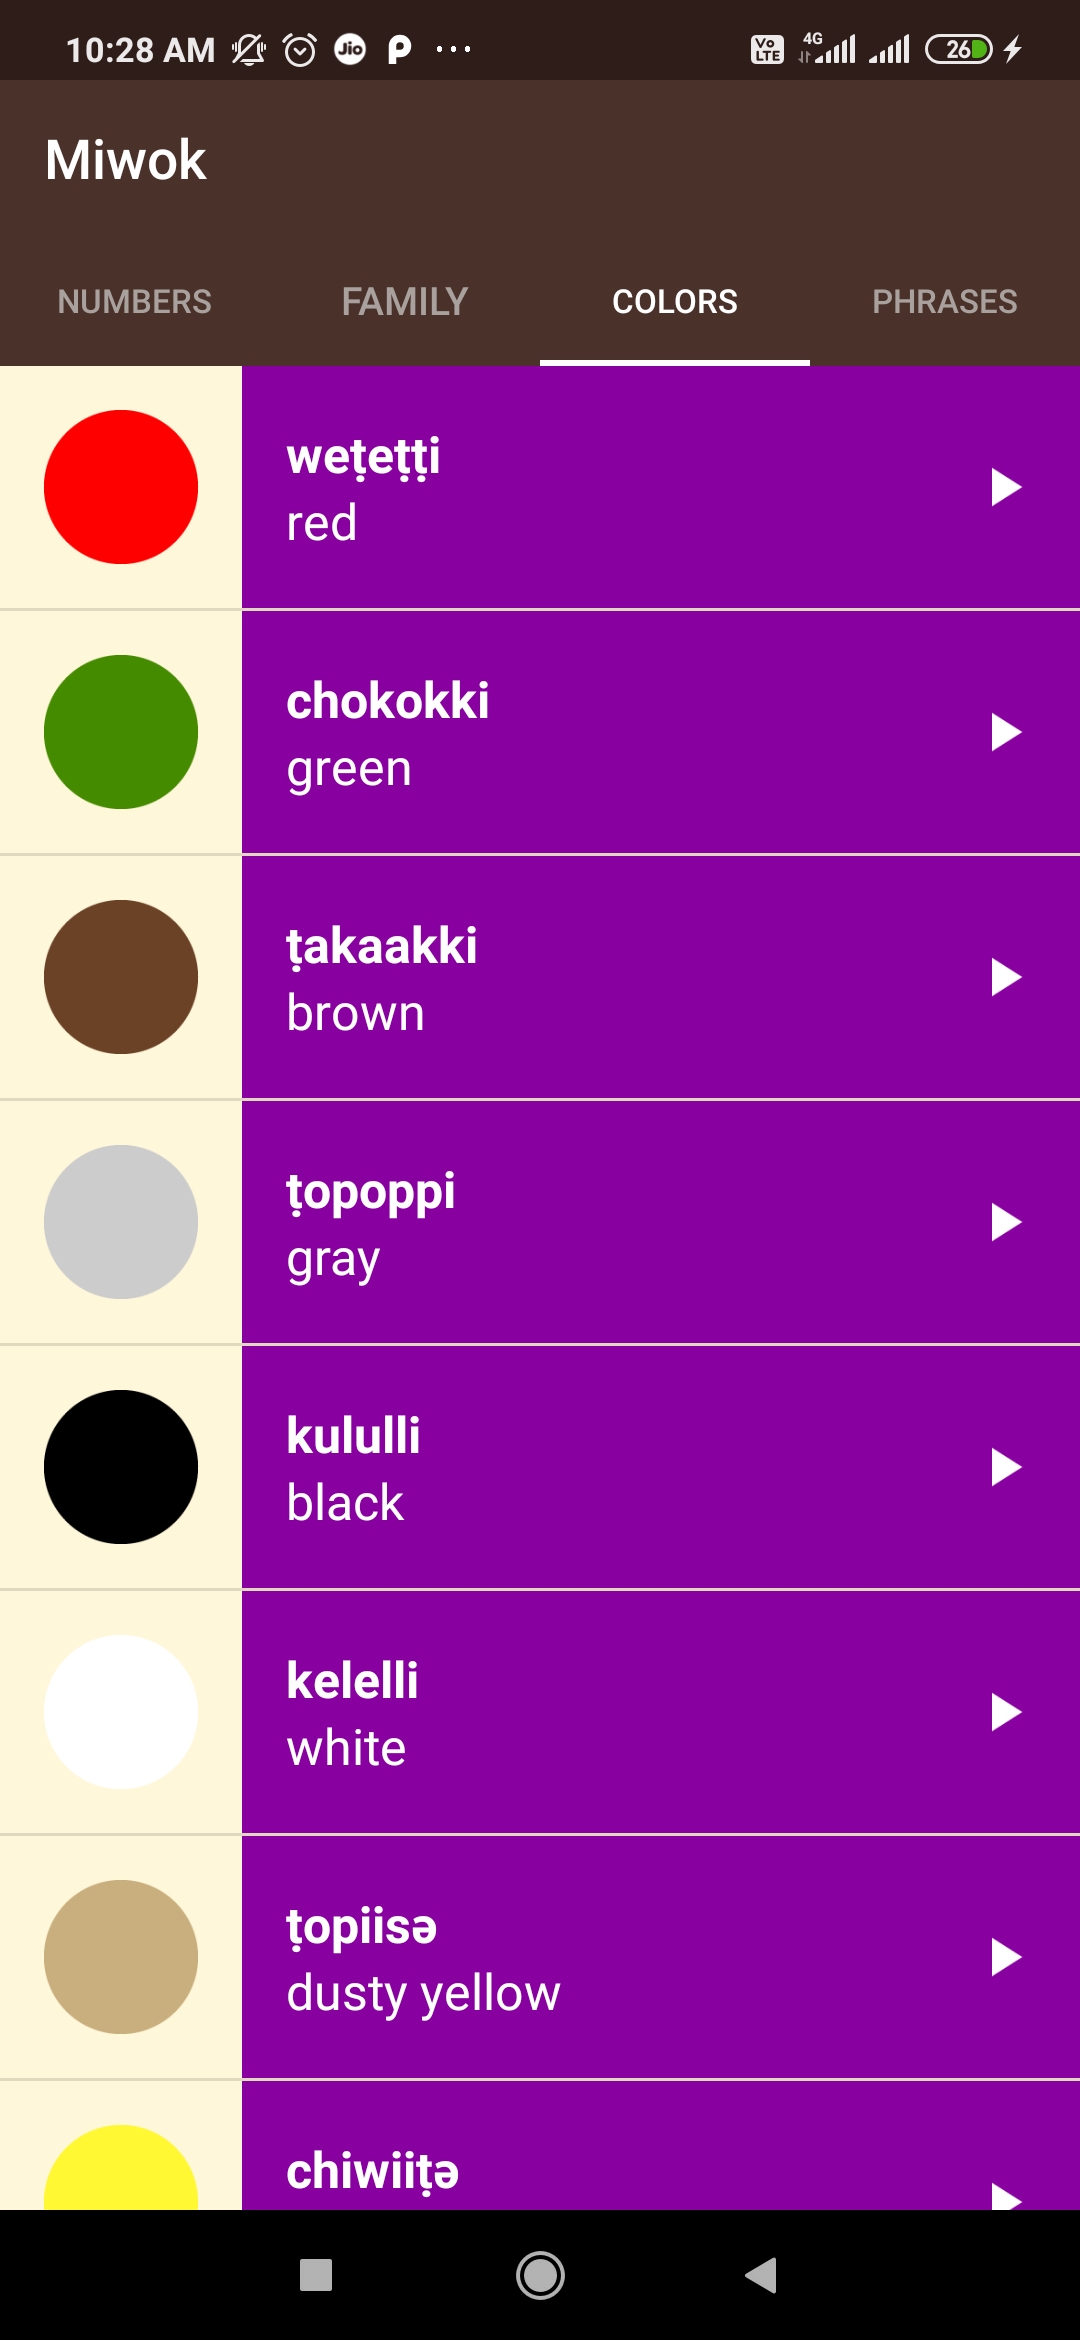 10:28 AM Jio P ... Vo LTE 4G 26
Miwok
NUMBERS FAMILY COLORS PHRASES
weṭeṭṭi
red
chokokki
green
ṭakaakki
brown
ṭopoppi
gray
kululli
black
kelelli
white
ṭopiisә
dusty yellow
chiwiiṭә